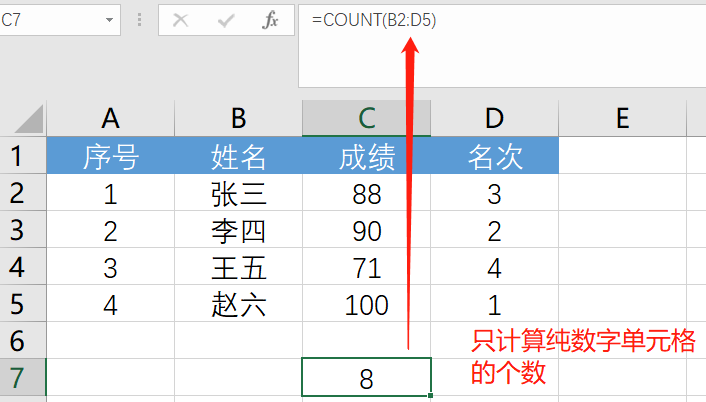 C7 fx =COUNT(B2:D5)
A B C D E
1 序号 姓名 成绩 名次
2 1 张三 88 3
3 2 李四 90 2
4 3 王五 71 4
5 4 赵六 100 1
6 只计算纯数字单元格
的个数
7 8